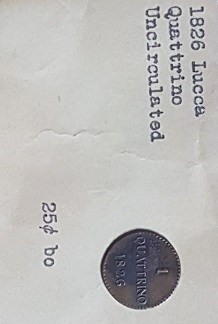 1826 Lucca
Quattrino
Uncirculated
25¢ bo
1
QUATTRINO
1826